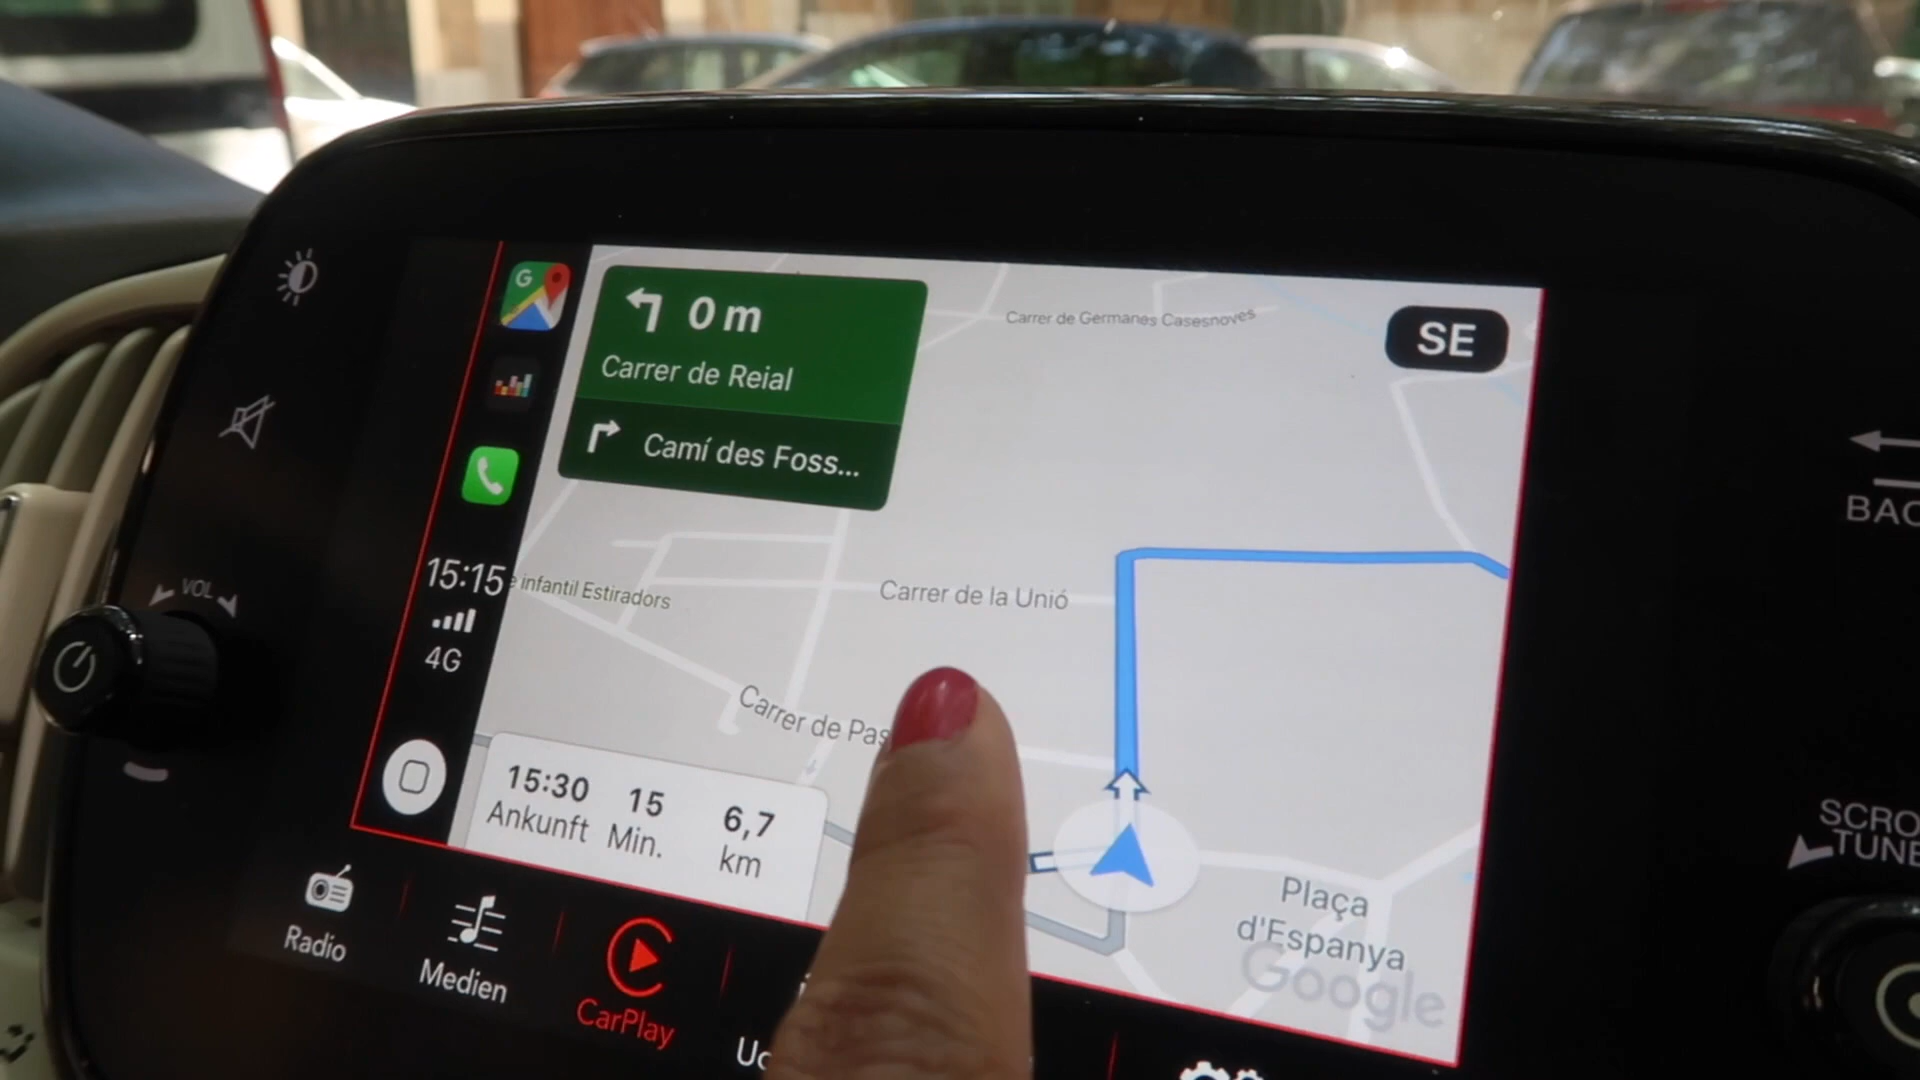 G
0 m
Carrer de Reial
Camí des Foss...
Carrer de Germanes Casesnoves
SE
VOL
15:15
4G
e infantil Estiradors
Carrer de la Unió
Carrer de Pas
15:30 15 6,7
Ankunft Min. km
Plaça
d'Espanya
Google
BAC
SCRO
TUNE
Radio
Medien
CarPlay